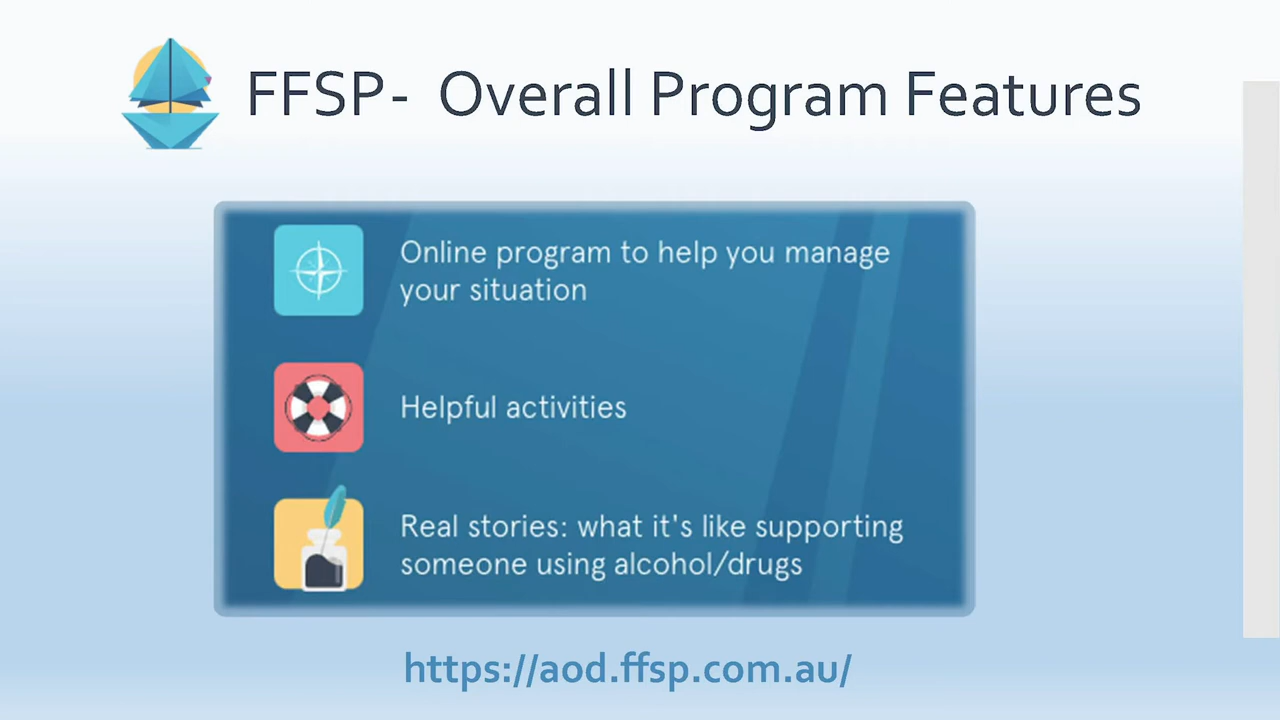 FFSP- Overall Program Features
Online program to help you manage
your situation
Helpful activities
Real stories: what it's like supporting
someone using alcohol/drugs
https://aod.ffsp.com.au/